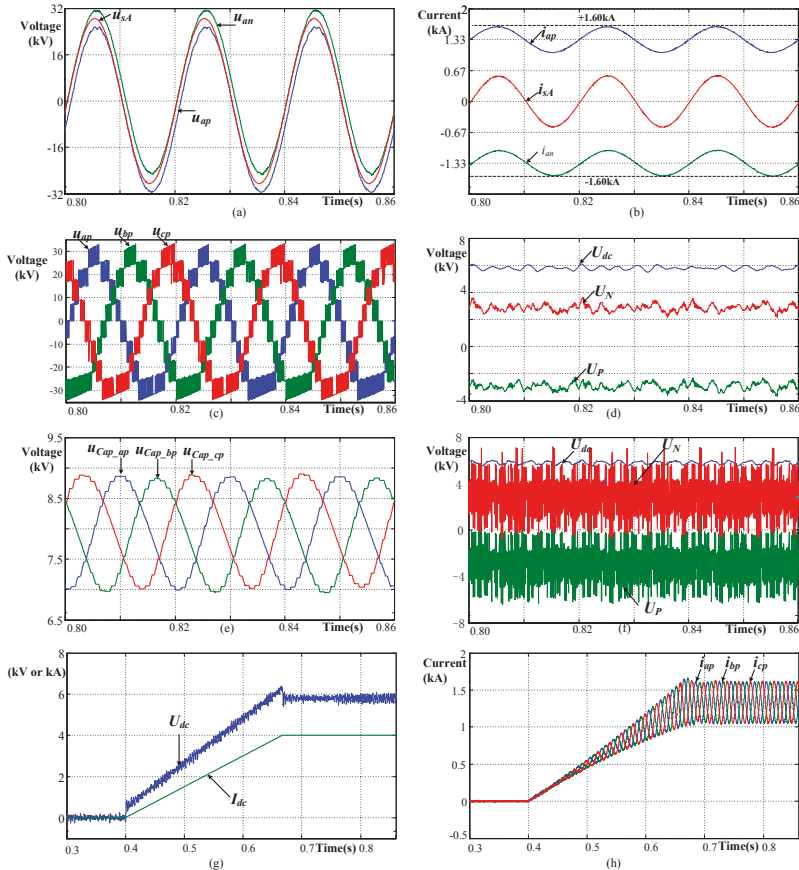 Voltage
(kV)
32
16
0
-16
-32
u_sA
u_an
u_ap
0.80
0.82
0.84
Time(s)
0.86
(a)
Current
(kA)
2
1.33
0.67
0
-0.67
-1.33
+1.60kA
i_ap
i_sA
i_an
-1.60kA
0.80
0.82
0.84
Time(s)
0.86
(b)
Voltage
(kV)
30
20
10
0
-10
-20
-30
u_ap
u_bp
u_cp
0.80
0.82
0.84
Time(s)
0.86
(c)
Voltage
(kV)
8
6
2
0
-4
U_dc
U_N
U_P
0.80
0.82
0.84
Time(s)
0.86
(d)
Voltage
(kV)
9.5
8.5
7.5
6.5
u_Cap_ap
u_Cap_bp
u_Cap_cp
0.80
0.82
0.84
Time(s)
0.86
(e)
Voltage
(kV)
8
4
0
-4
-8
U_dc
U_N
U_P
0.80
0.82
0.84
Time(s)
0.86
(f)
(kV or kA)
8
6
4
2
0
U_dc
I_dc
0.3
0.4
0.5
0.6
0.7
Time(s)
0.8
(g)
Current
(kA)
2
1.5
1
0.5
0
-0.5
i_ap
i_bp
i_cp
0.3
0.4
0.5
0.6
0.7
Time(s)
0.8
(h)